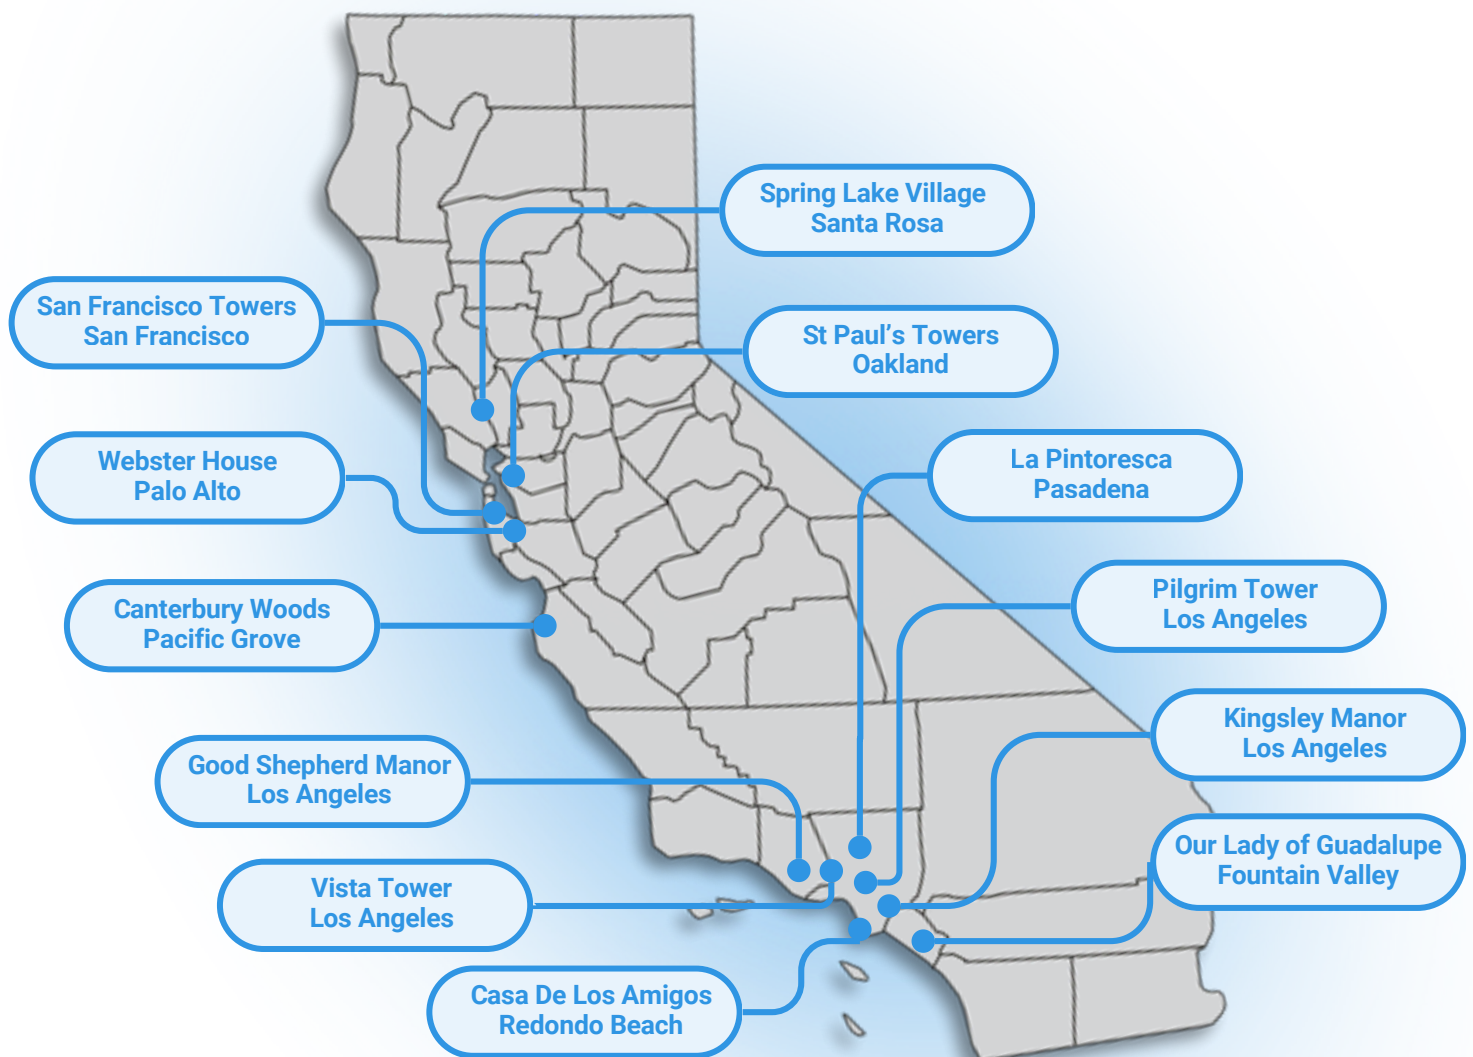 Spring Lake Village
Santa Rosa
San Francisco Towers
San Francisco
St Paul’s Towers
Oakland
Webster House
Palo Alto
La Pintoresca
Pasadena
Canterbury Woods
Pacific Grove
Pilgrim Tower
Los Angeles
Kingsley Manor
Los Angeles
Good Shepherd Manor
Los Angeles
Our Lady of Guadalupe
Fountain Valley
Vista Tower
Los Angeles
Casa De Los Amigos
Redondo Beach